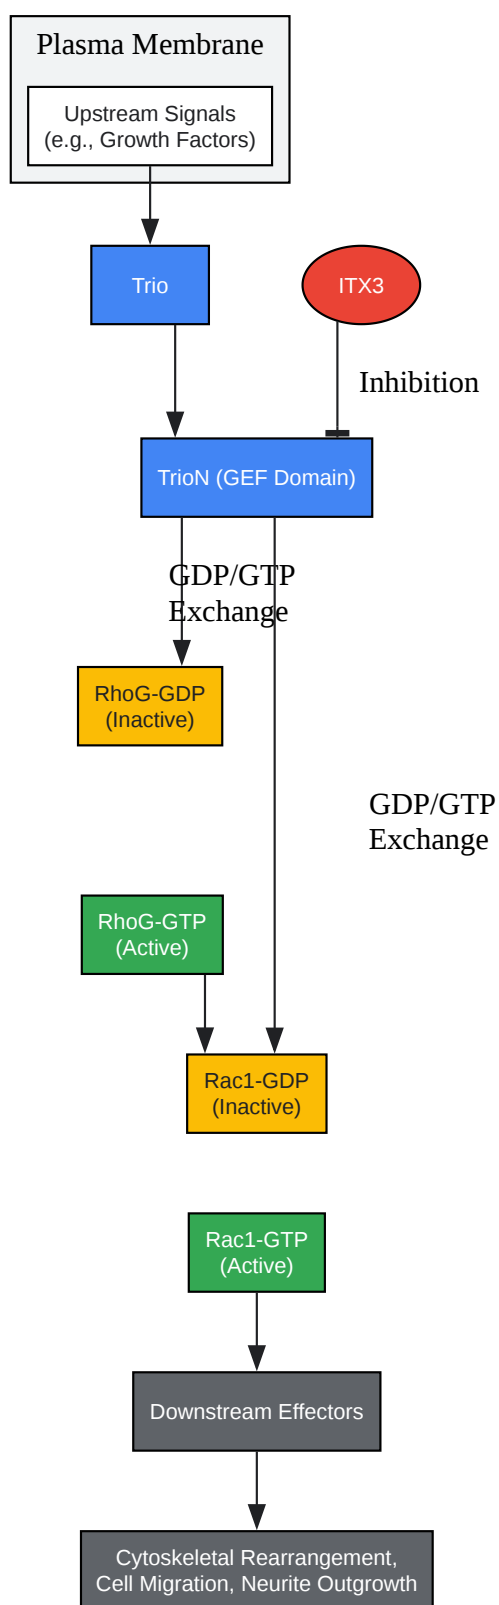 Plasma Membrane
Upstream Signals
(e.g., Growth Factors)
Trio
ITX3
Inhibition
TrioN (GEF Domain)
GDP/GTP
Exchange
RhoG-GDP
(Inactive)
GDP/GTP
Exchange
RhoG-GTP
(Active)
Rac1-GDP
(Inactive)
Rac1-GTP
(Active)
Downstream Effectors
Cytoskeletal Rearrangement,
Cell Migration, Neurite Outgrowth